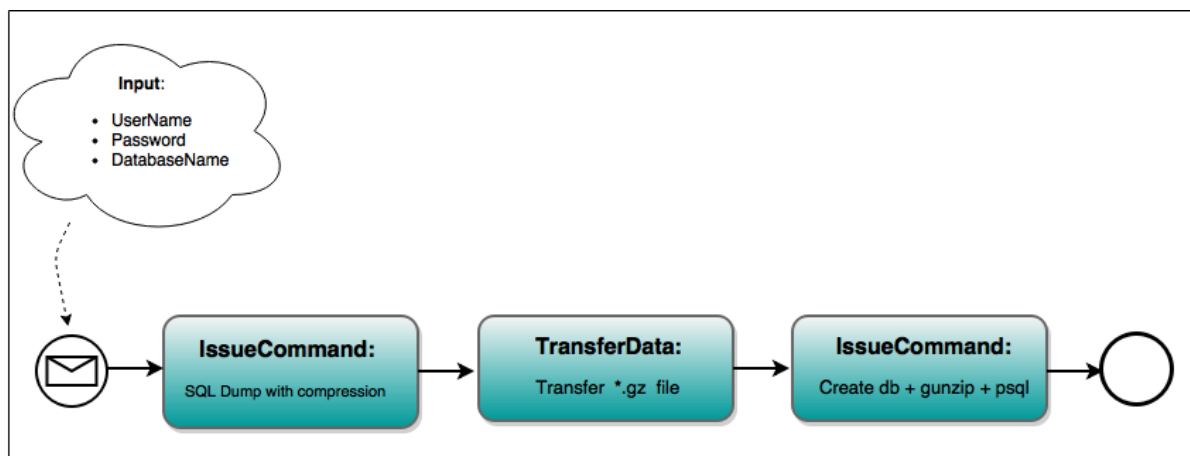 Input:
• UserName
• Password
• DatabaseName
IssueCommand:
SQL Dump with compression
TransferData:
Transfer *.gz file
IssueCommand:
Create db + gunzip + psql